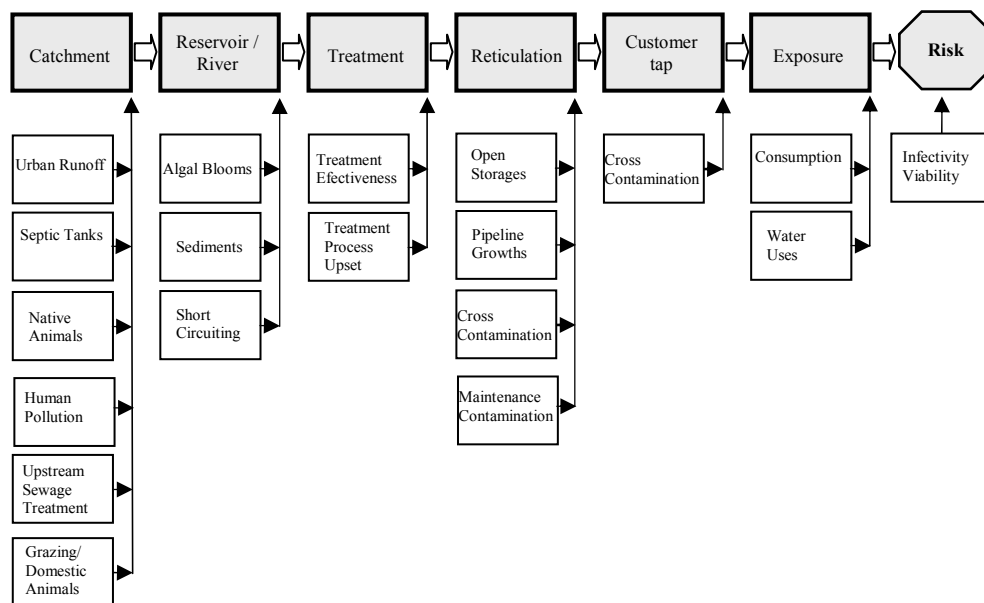 Catchment
Reservoir /
River
Treatment
Reticulation
Customer
tap
Exposure
Risk
Urban Runoff
Septic Tanks
Native
Animals
Human
Pollution
Upstream
Sewage
Treatment
Grazing/
Domestic
Animals
Algal Blooms
Sediments
Short
Circuiting
Treatment
Efectiveness
Treatment
Process
Upset
Open
Storages
Pipeline
Growths
Cross
Contamination
Maintenance
Contamination
Cross
Contamination
Consumption
Water
Uses
Infectivity
Viability